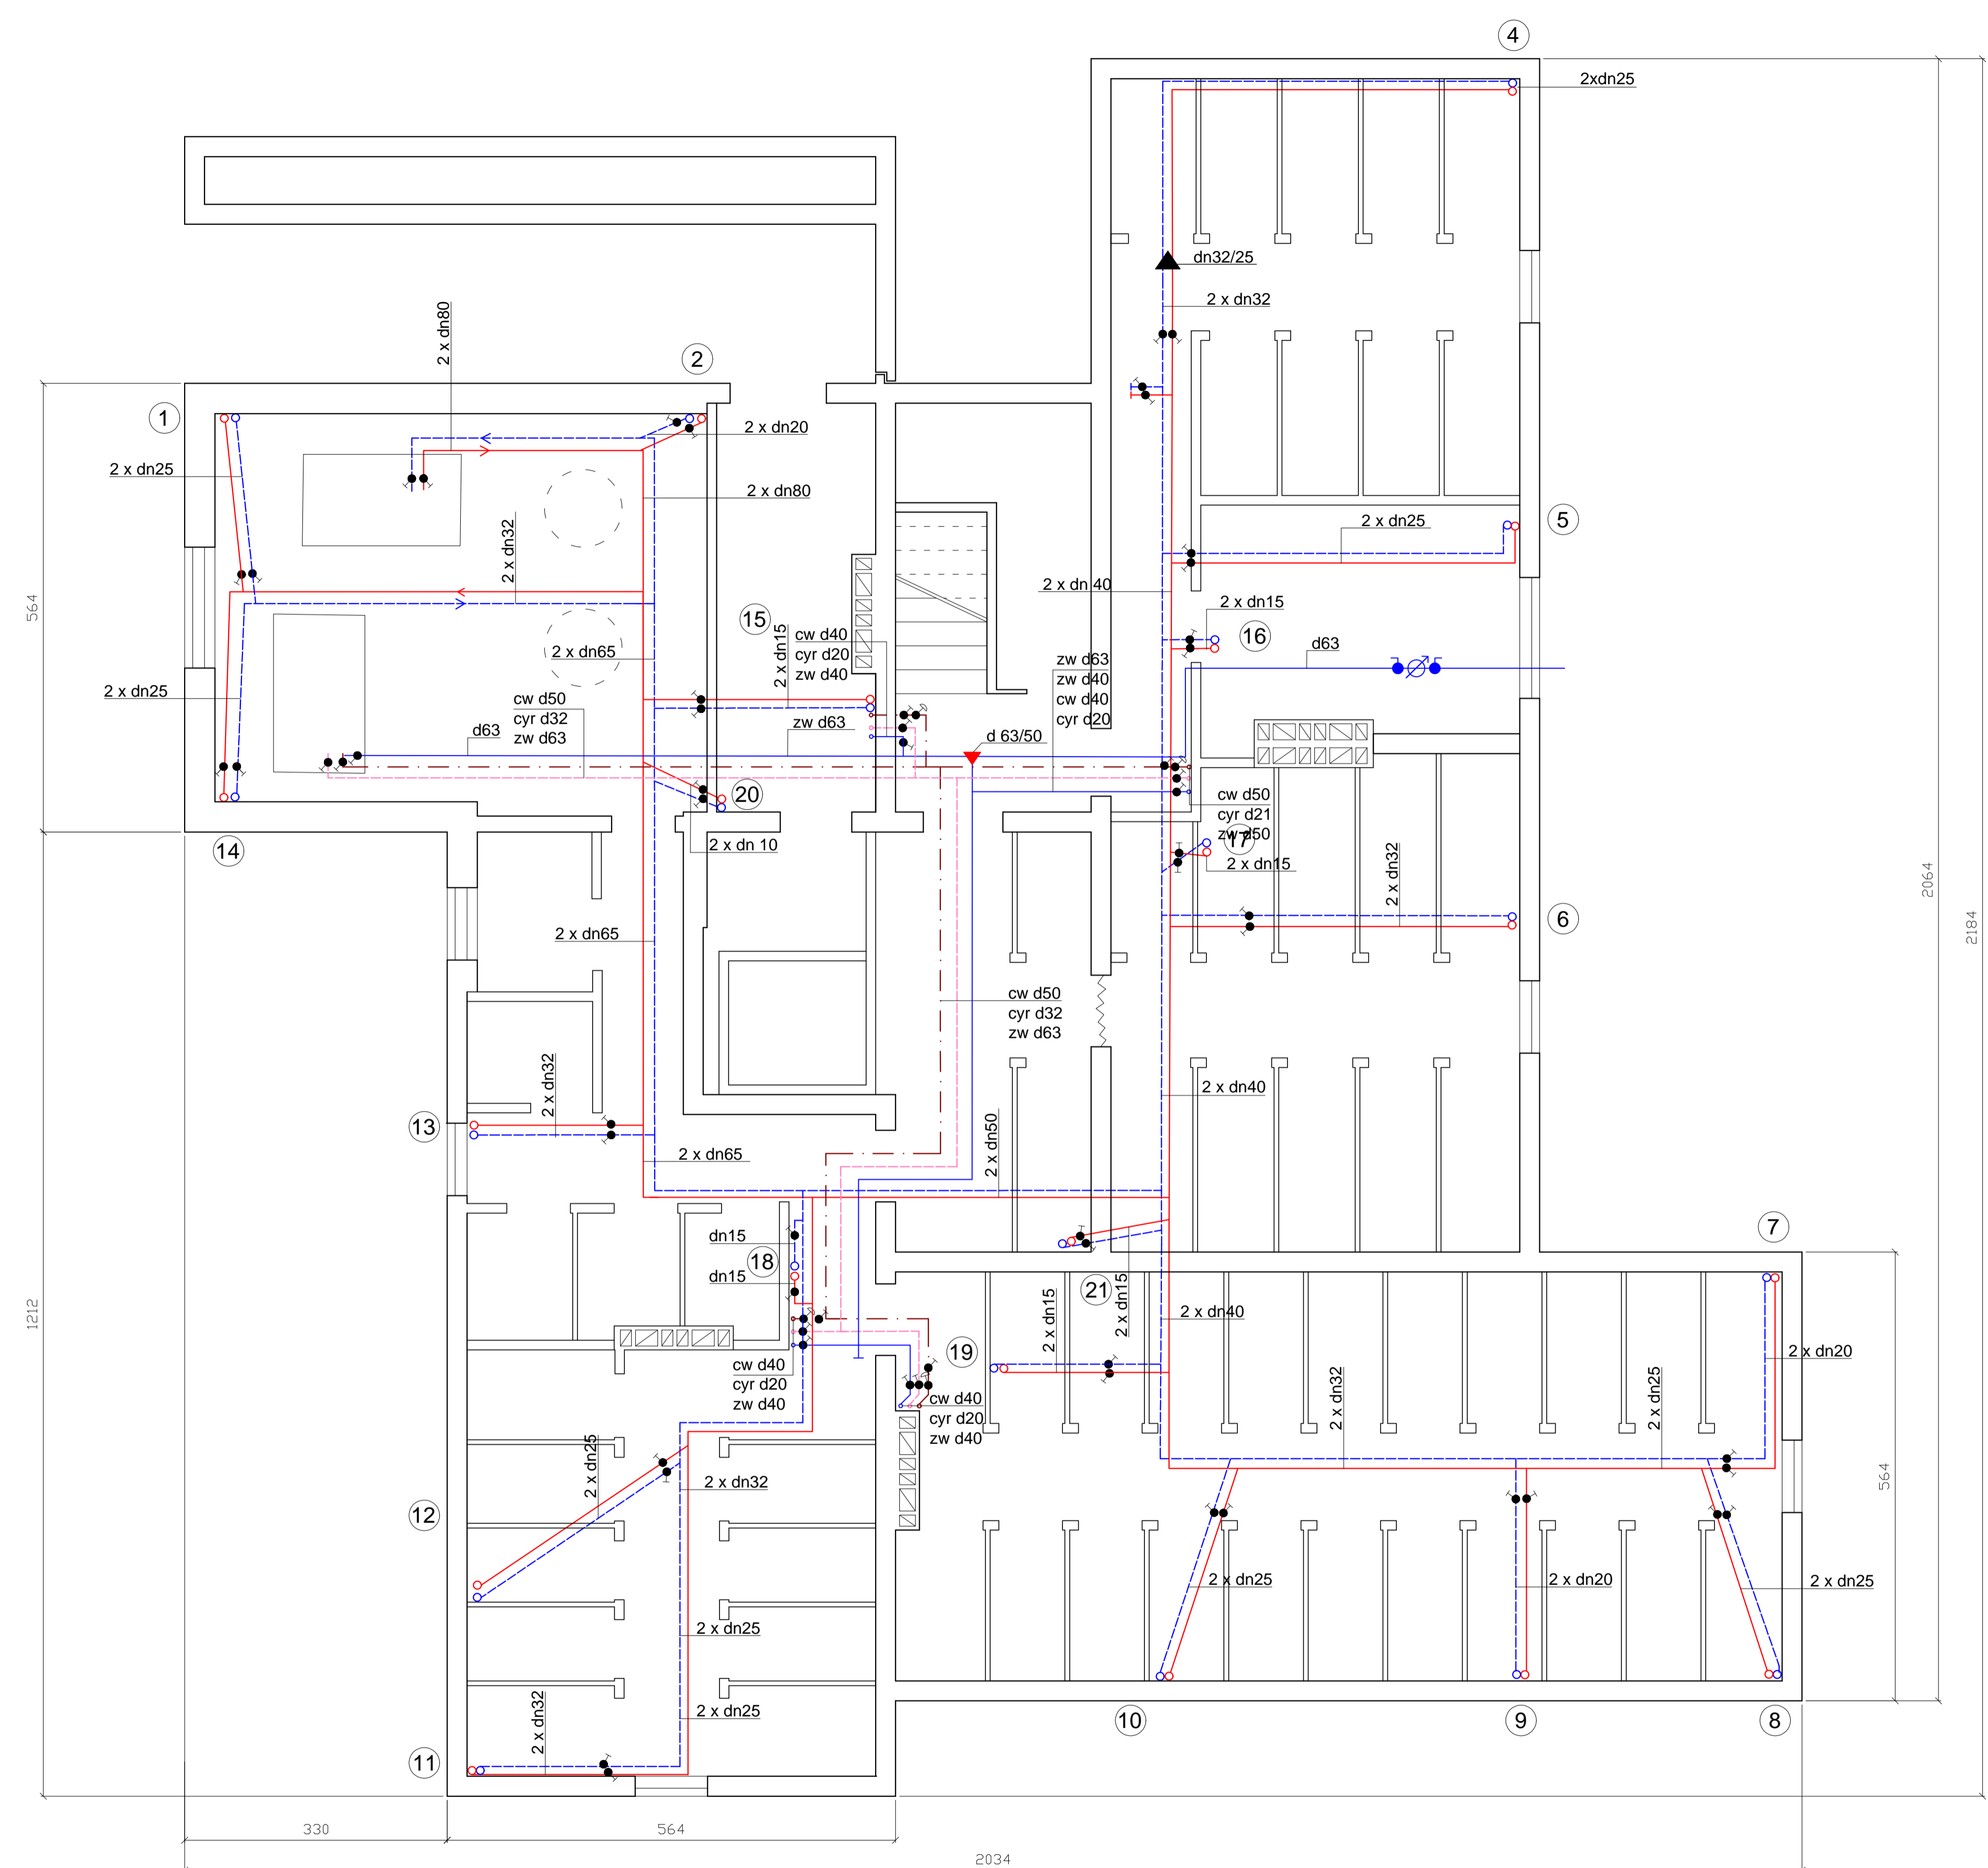 4
2xdn25
dn32/25
2 x dn32
2 x dn80
2
1
2 x dn20
2 x dn25
2 x dn80
5
2 x dn25
2 x dn32
2 x dn 40
564
15
2 x dn15
2 x dn15
16
cw d40
cyr d20
zw d40
2 x dn65
d63
zw d63
zw d40
cw d40
cyr d20
2 x dn25
cw d50
cyr d32
zw d63
d63
zw d63
d 63/50
20
cw d50
cyr d21
zw d50
17
14
2 x dn 10
2 x dn15
2 x dn32
2064
2184
6
2 x dn65
cw d50
cyr d32
zw d63
2 x dn32
2 x dn40
13
2 x dn65
2 x dn50
7
dn15
18
dn15
21
2 x dn15
2 x dn15
2 x dn40
1212
19
2 x dn20
cw d40
cyr d20
zw d40
cw d40
cyr d20
zw d40
2 x dn32
2 x dn25
2 x dn25
2 x dn32
564
12
2 x dn25
2 x dn20
2 x dn25
2 x dn25
2 x dn32
2 x dn25
10
9
8
11
330
564
2034